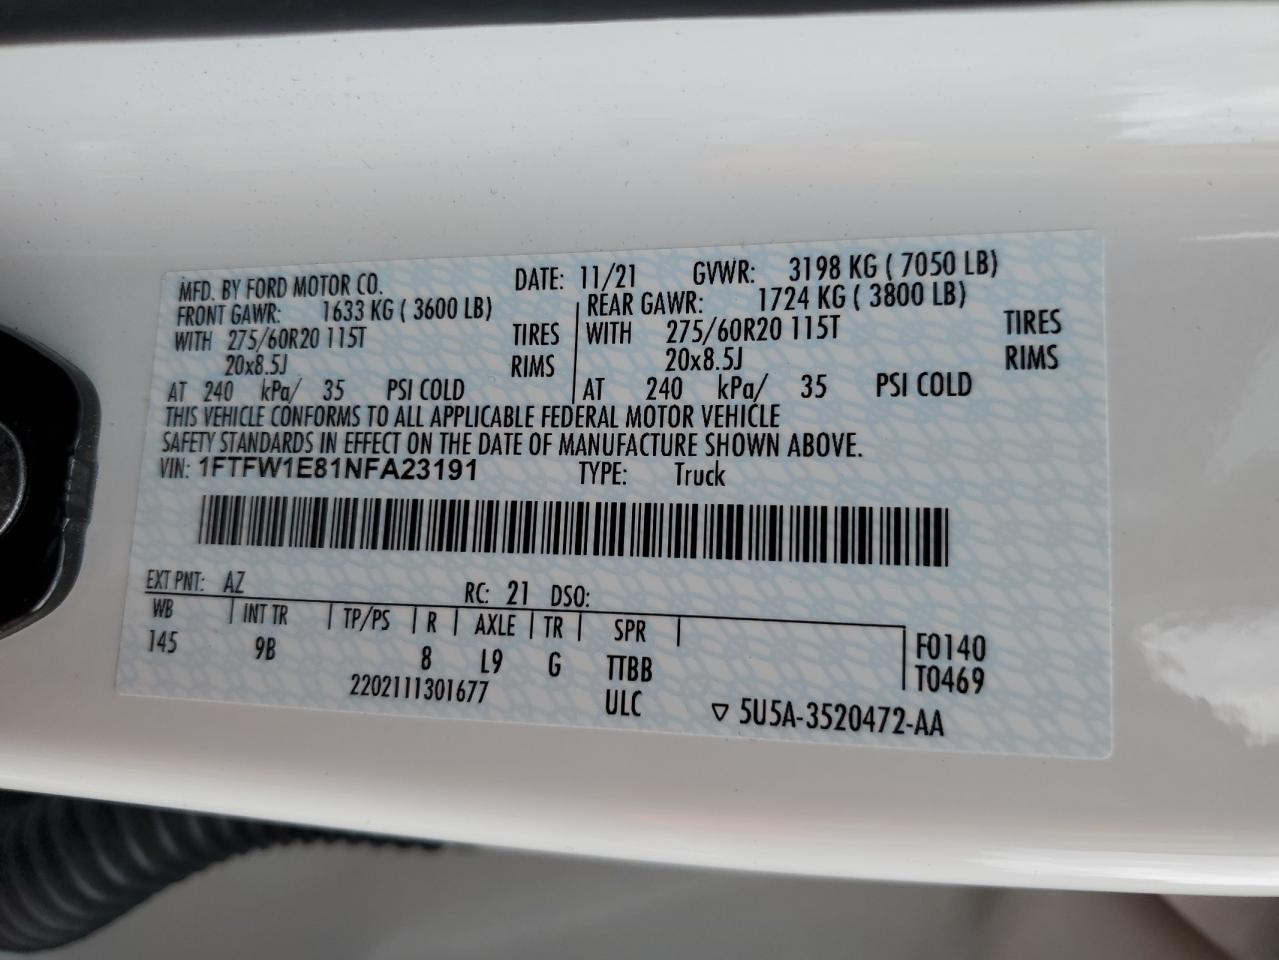 MFD. BY FORD MOTOR CO. DATE: 11/21 GVWR: 3198 KG ( 7050 LB)
FRONT GAWR: 1633 KG ( 3600 LB) REAR GAWR: 1724 KG ( 3800 LB)
WITH 275/60R20 115T TIRES WITH 275/60R20 115T TIRES
20x8.5J RIMS 20x8.5J RIMS
AT 240 kPa/ 35 PSI COLD AT 240 kPa/ 35 PSI COLD
THIS VEHICLE CONFORMS TO ALL APPLICABLE FEDERAL MOTOR VEHICLE
SAFETY STANDARDS IN EFFECT ON THE DATE OF MANUFACTURE SHOWN ABOVE.
VIN: 1FTFW1E81NFA23191 TYPE: Truck
EXT PNT: AZ RC: 21 DSO:
WB INT TR TP/PS R AXLE TR SPR F0140
145 9B 8 L9 G TTBB T0469
2202111301677 ULC ▽ 5U5A-3520472-AA